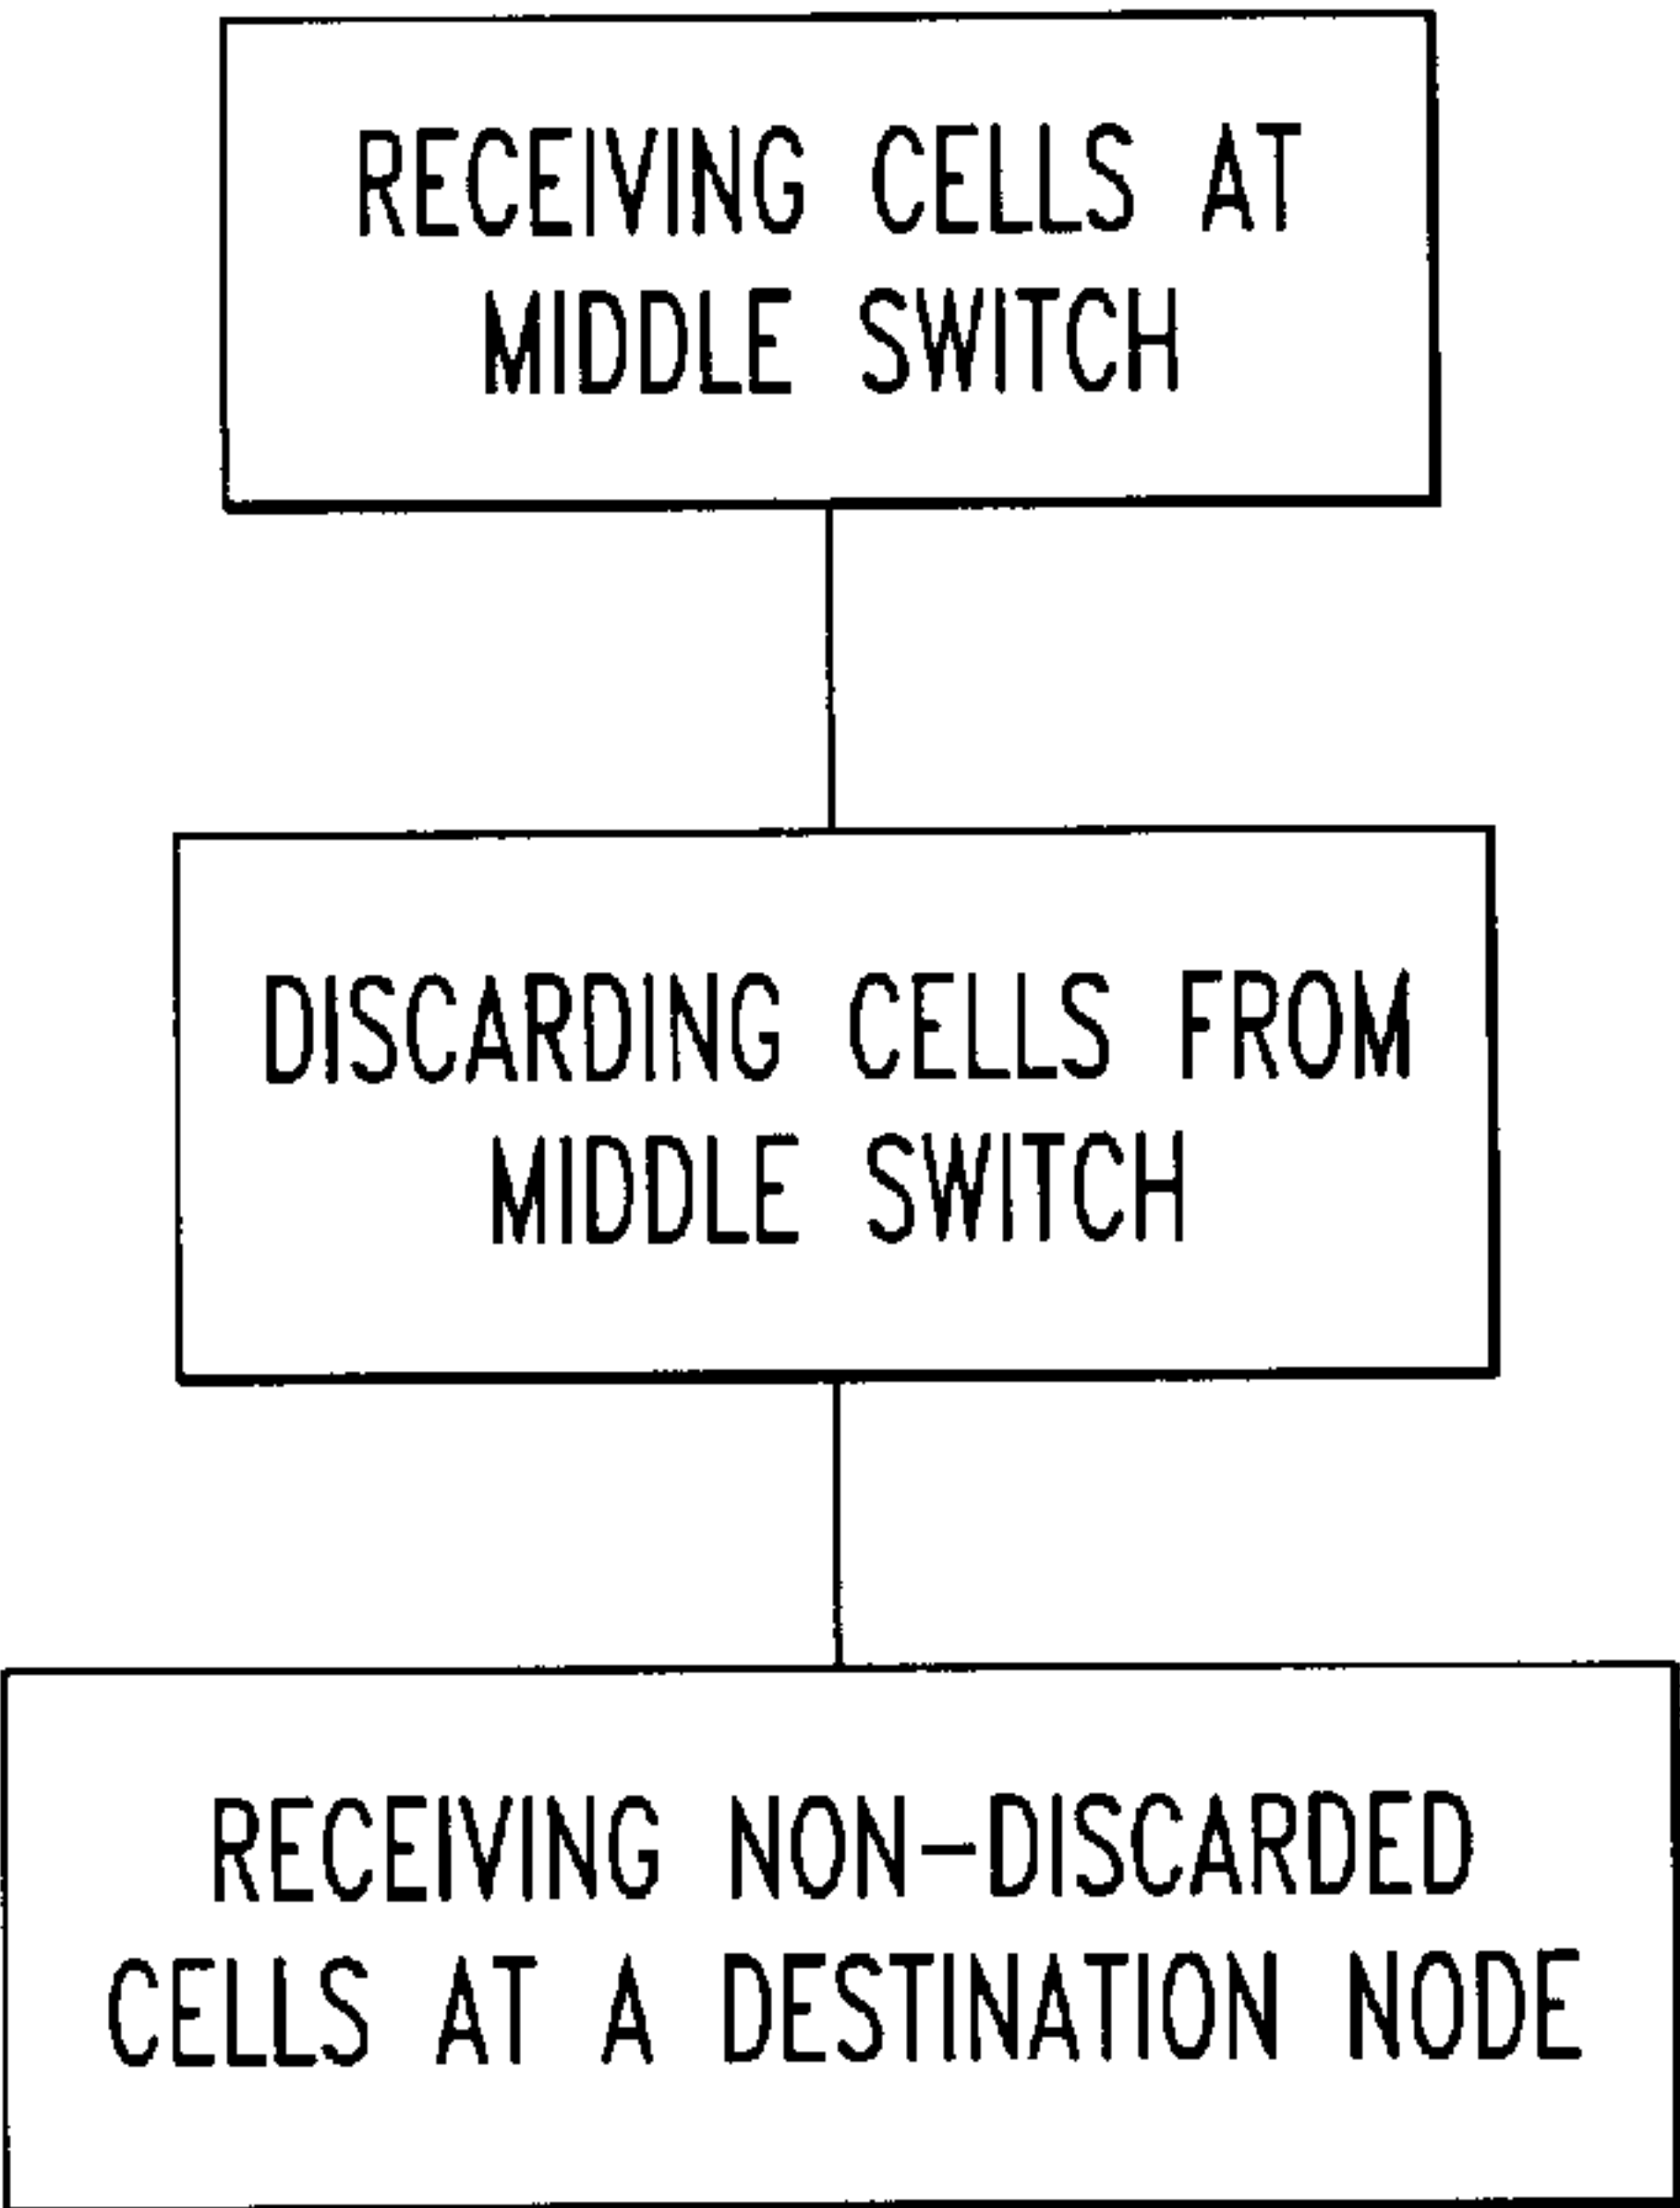 RECEIVING CELLS AT
MIDDLE SWITCH
DISCARDING CELLS FROM
MIDDLE SWITCH
RECEIVING NON-DISCARDED
CELLS AT A DESTINATION NODE